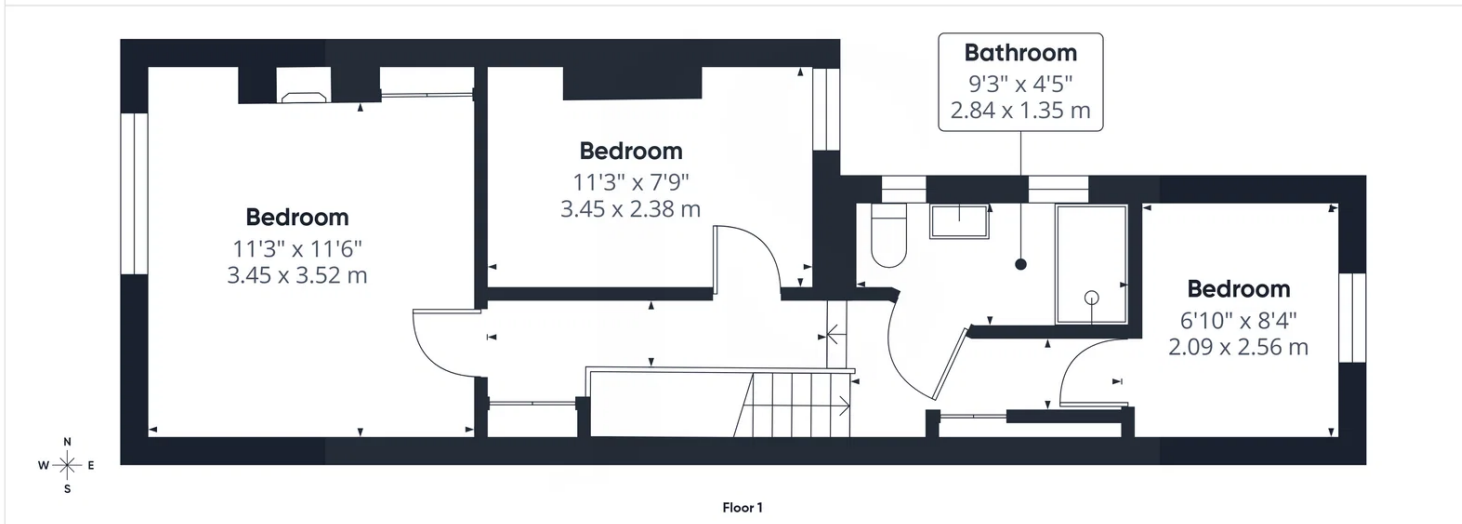 Bathroom
9'3" x 4'5"
2.84 x 1.35 m
Bedroom
11'3" x 7'9"
3.45 x 2.38 m
Bedroom
11'3" x 11'6"
3.45 x 3.52 m
Bedroom
6'10" x 8'4"
2.09 x 2.56 m
N
W E
S
Floor 1